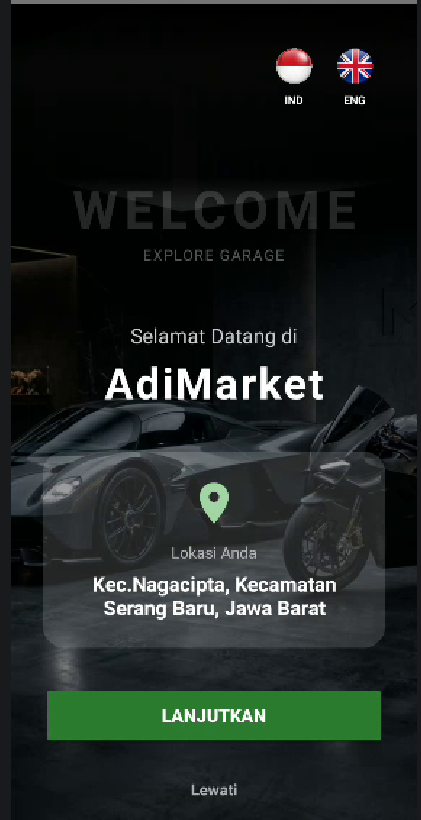 IND
ENG
WELCOME
EXPLORE GARAGE
Selamat Datang di
AdiMarket
Lokasi Anda
Kec.Nagacipta, Kecamatan
Serang Baru, Jawa Barat
LANJUTKAN
Lewati